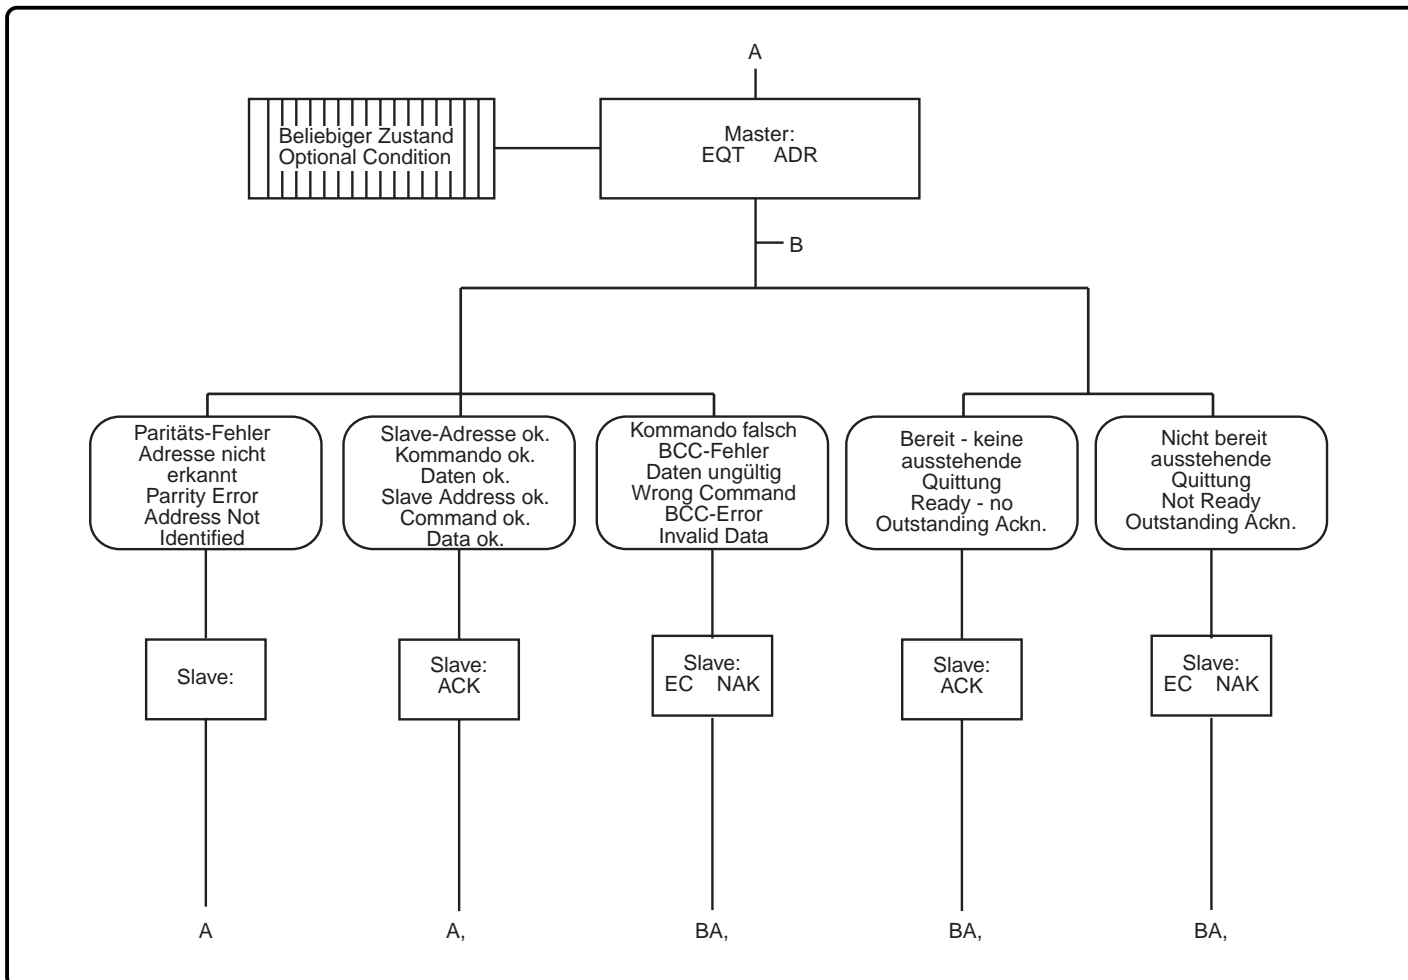 A
Beliebiger Zustand
Optional Condition
Master:
EQT ADR
B
Paritäts-Fehler
Adresse nicht
erkannt
Parrity Error
Address Not
Identified
Slave-Adresse ok.
Kommando ok.
Daten ok.
Slave Address ok.
Command ok.
Data ok.
Kommando falsch
BCC-Fehler
Daten ungültig
Wrong Command
BCC-Error
Invalid Data
Bereit - keine
ausstehende
Quittung
Ready - no
Outstanding Ackn.
Nicht bereit
ausstehende
Quittung
Not Ready
Outstanding Ackn.
Slave:
Slave:
ACK
Slave:
EC NAK
Slave:
ACK
Slave:
EC NAK
A
A,
BA,
BA,
BA,